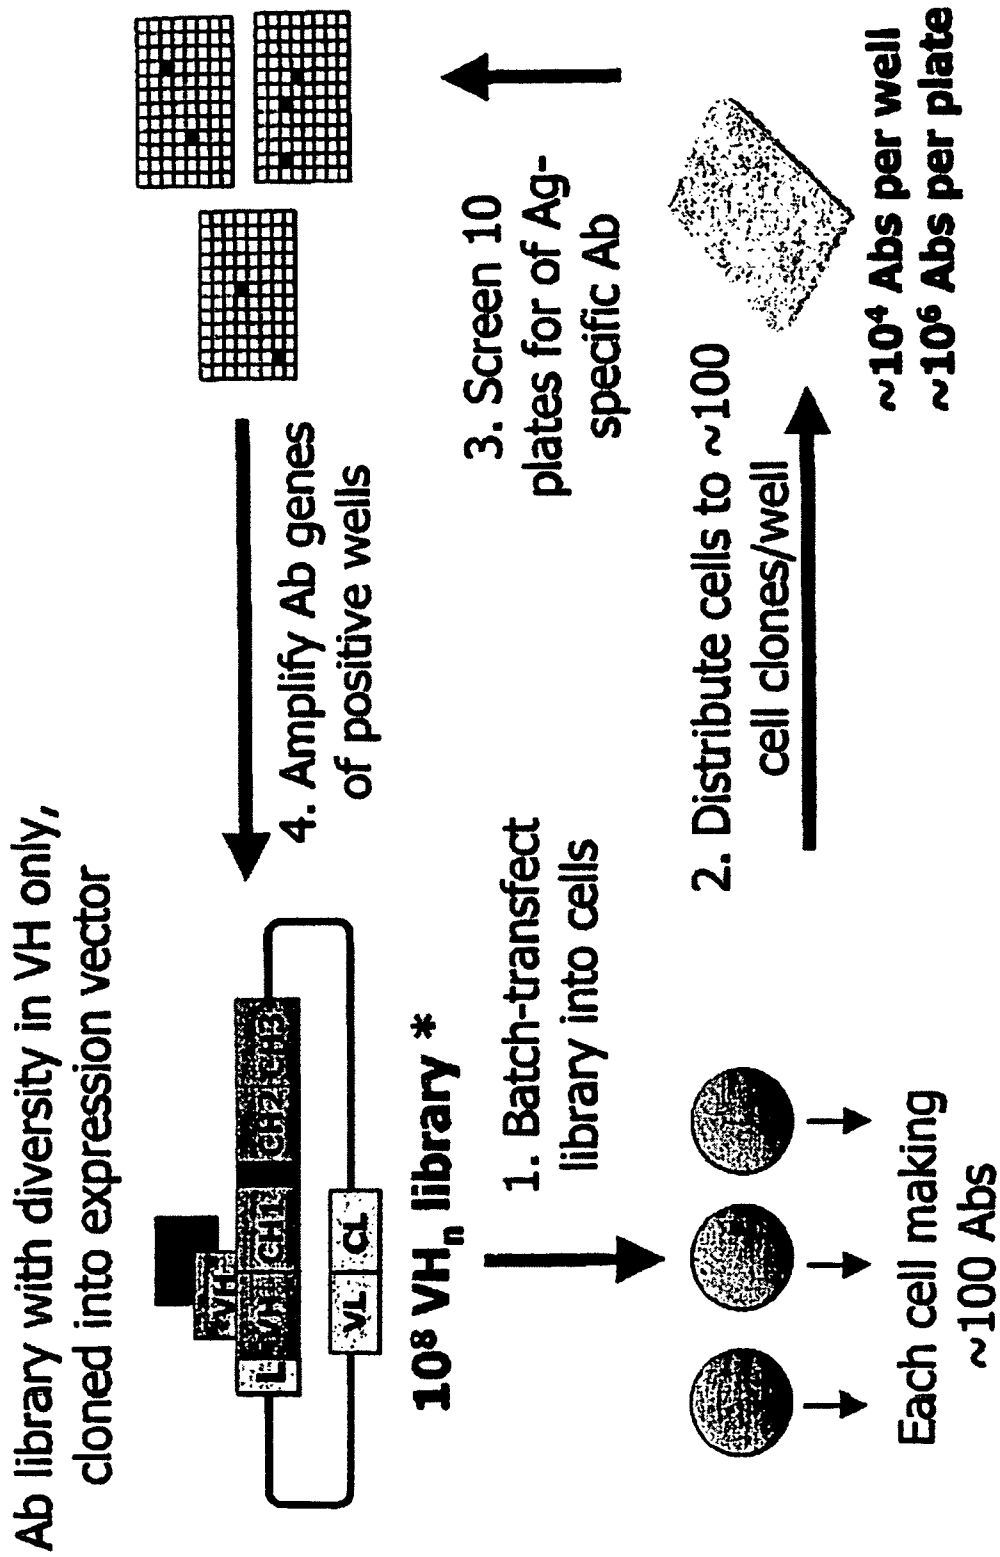 Ab library with diversity in VH only,
cloned into expression vector
VH
L VH CH1 CH2 CH3
VL CL
10⁸ VHₙ library *
1. Batch-transfect
library into cells
Each cell making
~100 Abs
2. Distribute cells to ~100
cell clones/well
~10⁴ Abs per well
~10⁶ Abs per plate
3. Screen 10
plates for of Ag-
specific Ab
4. Amplify Ab genes
of positive wells